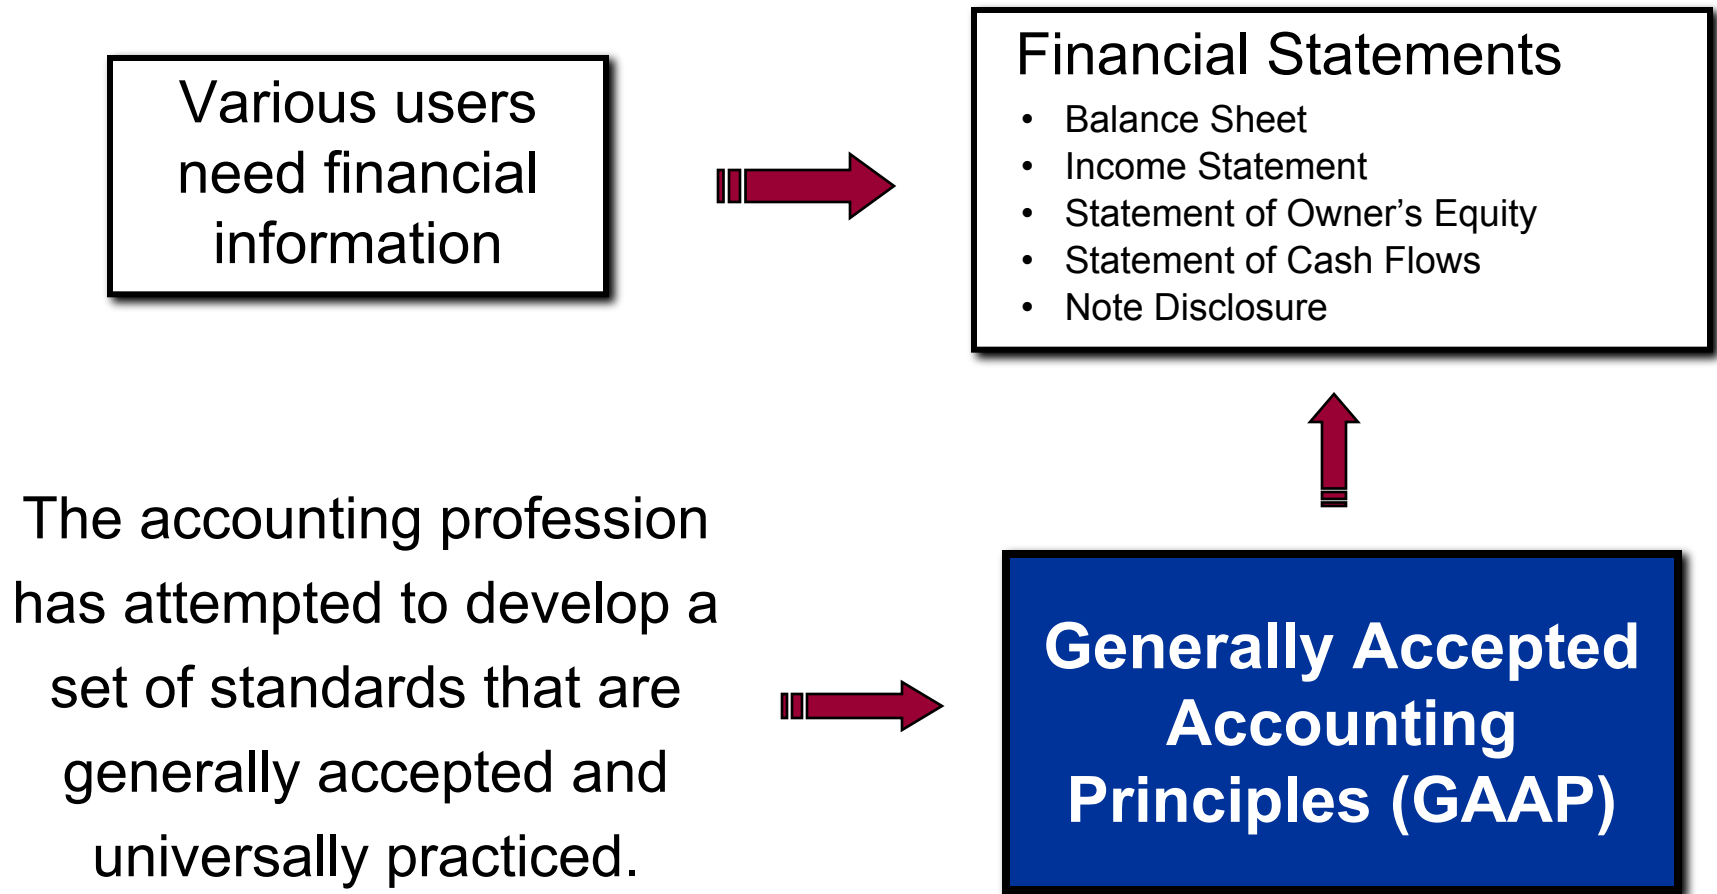 Various users
need financial
information
Financial Statements
• Balance Sheet
• Income Statement
• Statement of Owner’s Equity
• Statement of Cash Flows
• Note Disclosure
The accounting profession
has attempted to develop a
set of standards that are
generally accepted and
universally practiced.
Generally Accepted
Accounting
Principles (GAAP)